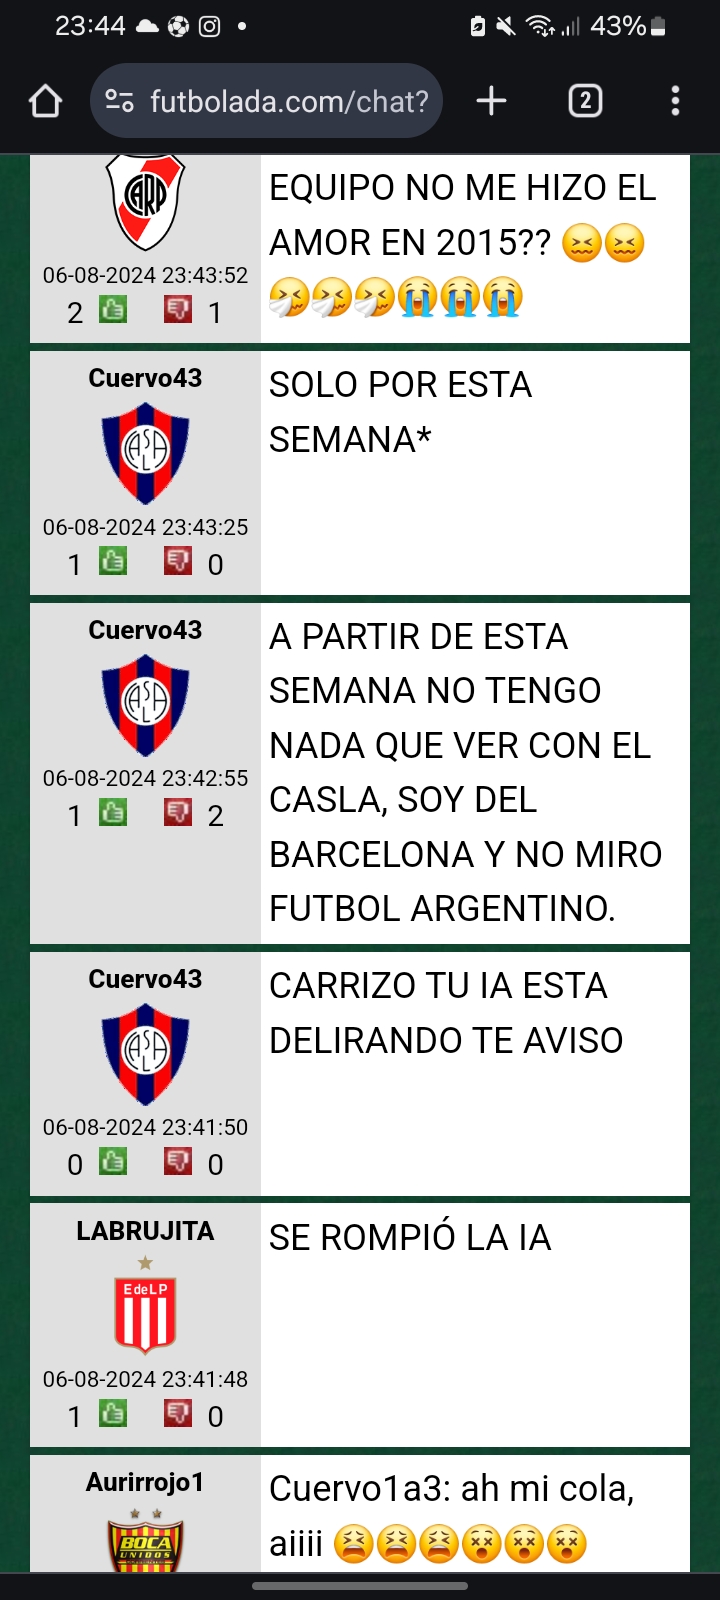 23:44
43%
futbolada.com/chat?
2
CARP
EQUIPO NO ME HIZO EL
AMOR EN 2015?? 😖😖
🤧🤧🤧😭😭😭
06-08-2024 23:43:52
2 1
Cuervo43
CASLA
06-08-2024 23:43:25
1 0
SOLO POR ESTA
SEMANA*
Cuervo43
CASLA
06-08-2024 23:42:55
1 2
A PARTIR DE ESTA
SEMANA NO TENGO
NADA QUE VER CON EL
CASLA, SOY DEL
BARCELONA Y NO MIRO
FUTBOL ARGENTINO.
Cuervo43
CASLA
06-08-2024 23:41:50
0 0
CARRIZO TU IA ESTA
DELIRANDO TE AVISO
LABRUJITA
EdeLP
06-08-2024 23:41:48
1 0
SE ROMPIÓ LA IA
Aurirrojo1
BOCA
UNIDOS
Cuervo1a3: ah mi cola,
aiiii 😫😫😫😵😵😵